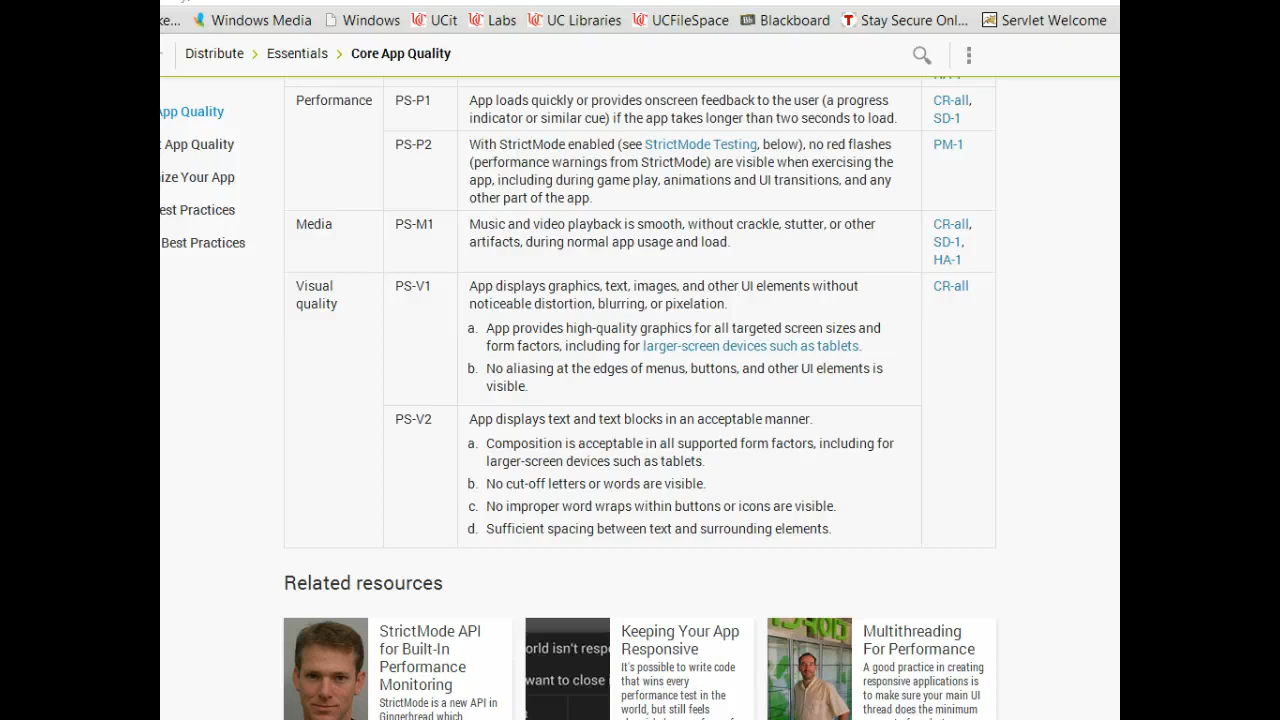 ke... Windows Media Windows UCit Labs UC Libraries UCFileSpace Blackboard Stay Secure Onl... Servlet Welcome
Distribute > Essentials > Core App Quality
App Quality
t App Quality
ize Your App
est Practices
Best Practices
HA-1
Performance PS-P1 App loads quickly or provides onscreen feedback to the user (a progress CR-all,
indicator or similar cue) if the app takes longer than two seconds to load. SD-1
PS-P2 With StrictMode enabled (see StrictMode Testing, below), no red flashes PM-1
(performance warnings from StrictMode) are visible when exercising the
app, including during game play, animations and UI transitions, and any
other part of the app.
Media PS-M1 Music and video playback is smooth, without crackle, stutter, or other CR-all,
artifacts, during normal app usage and load. SD-1,
HA-1
Visual PS-V1 App displays graphics, text, images, and other UI elements without CR-all
quality noticeable distortion, blurring, or pixelation.
a. App provides high-quality graphics for all targeted screen sizes and
form factors, including for larger-screen devices such as tablets.
b. No aliasing at the edges of menus, buttons, and other UI elements is
visible.
PS-V2 App displays text and text blocks in an acceptable manner.
a. Composition is acceptable in all supported form factors, including for
larger-screen devices such as tablets.
b. No cut-off letters or words are visible.
c. No improper word wraps within buttons or icons are visible.
d. Sufficient spacing between text and surrounding elements.
Related resources
StrictMode API
for Built-In
Performance
Monitoring
StrictMode is a new API in
Gingerbread which
orld isn't respo
want to close i
Keeping Your App
Responsive
It's possible to write code
that wins every
performance test in the
world, but still feels
Multithreading
For Performance
A good practice in creating
responsive applications is
to make sure your main UI
thread does the minimum